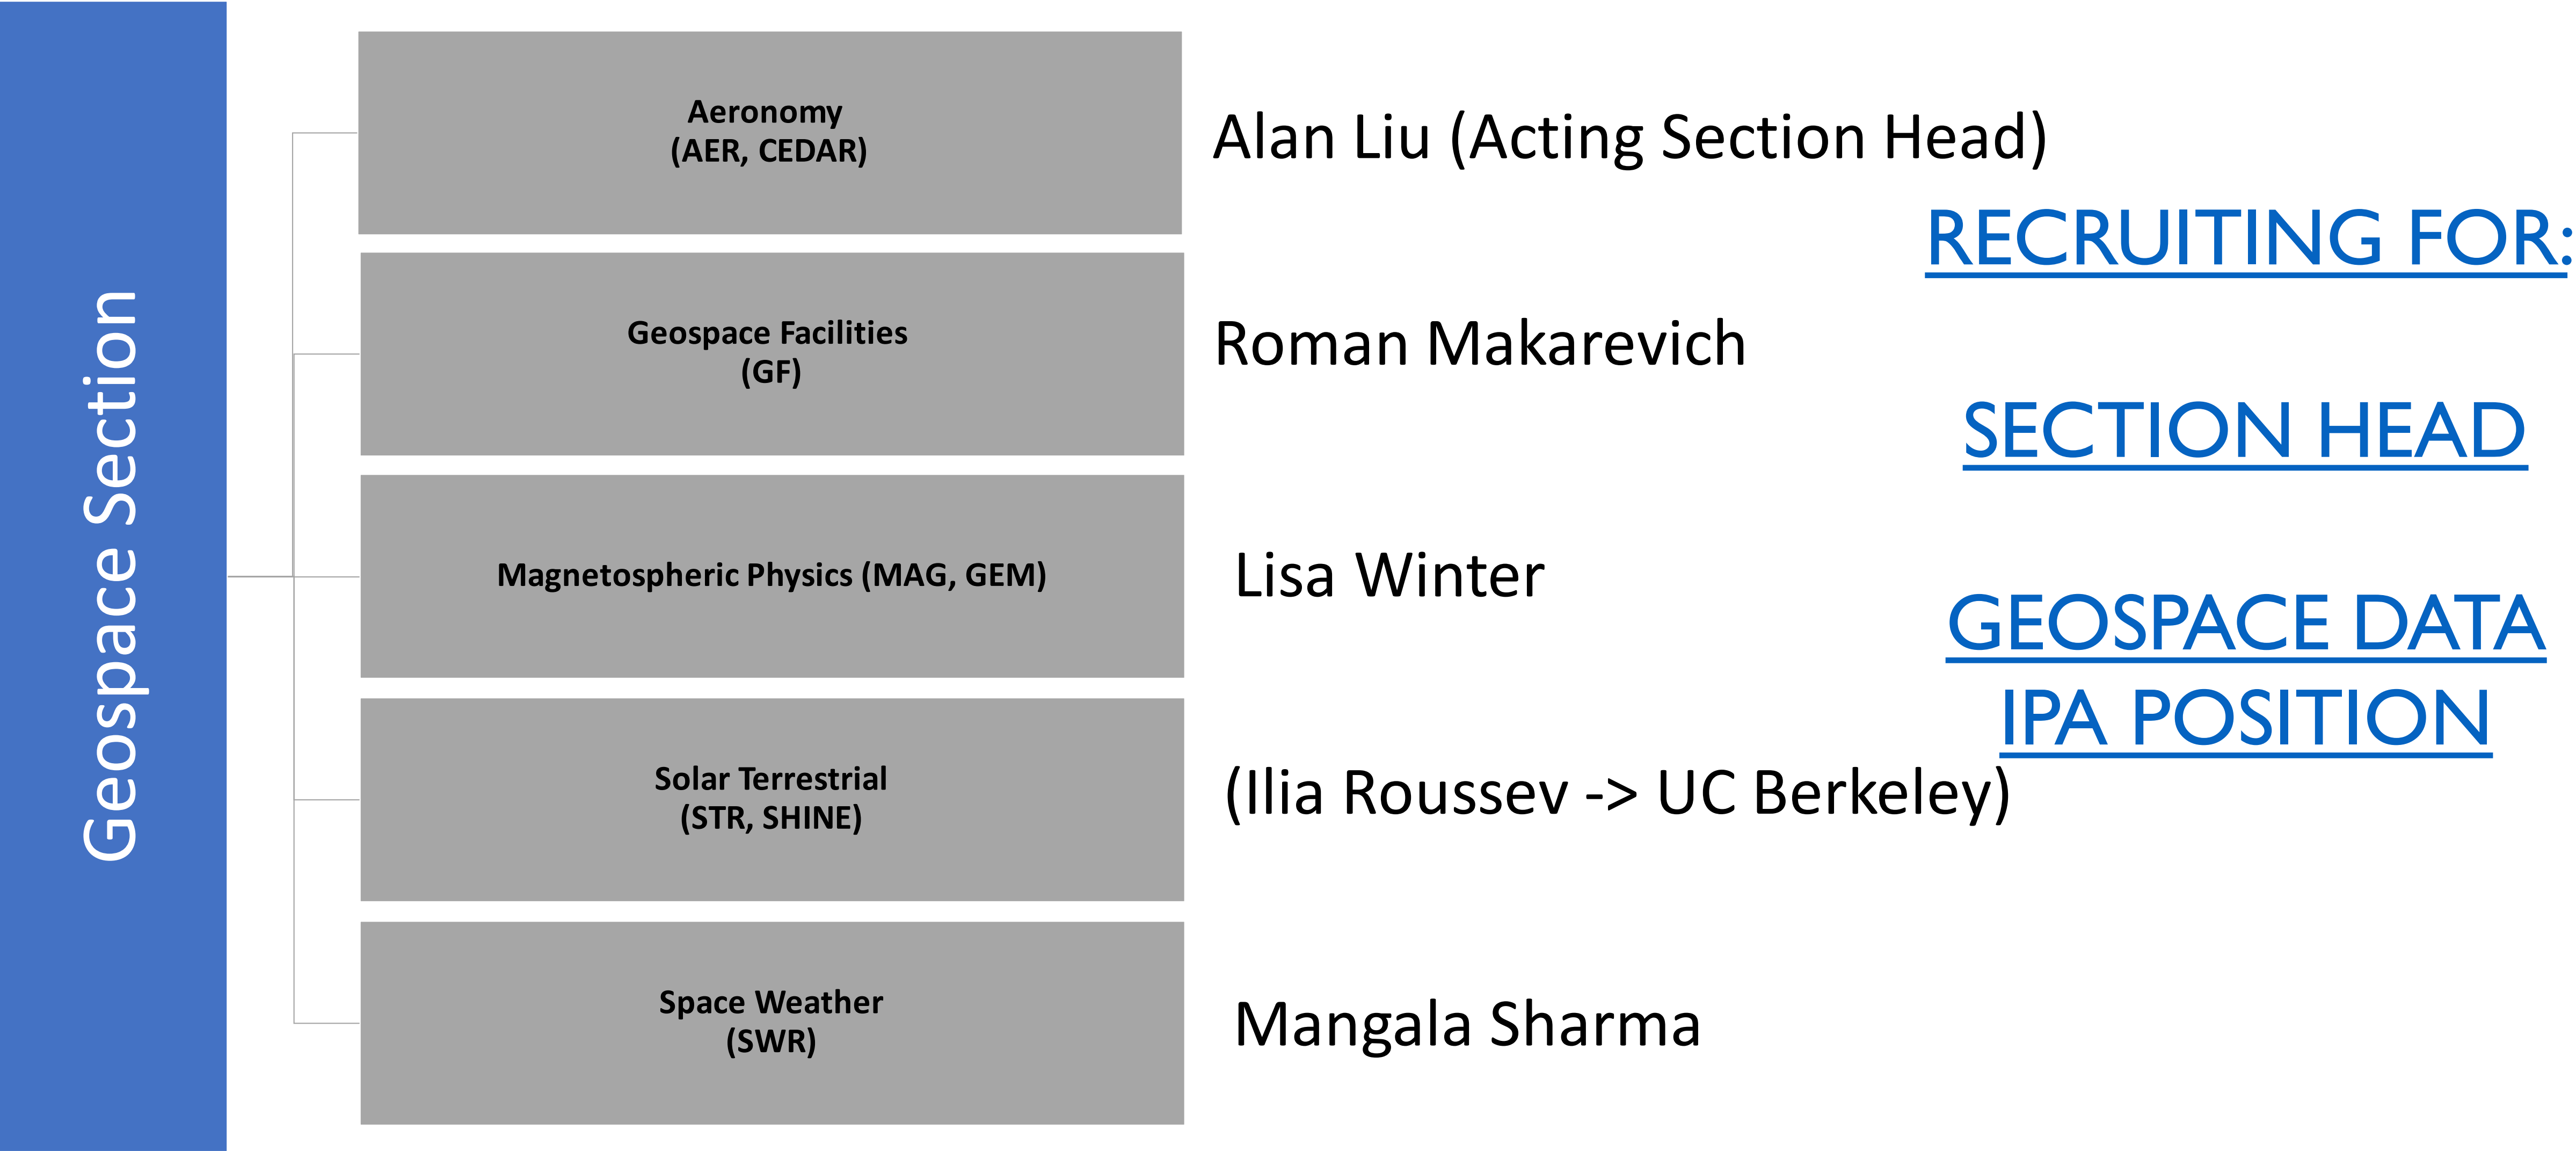 Geospace Section
Aeronomy
(AER, CEDAR)
Alan Liu (Acting Section Head)
Geospace Facilities
(GF)
Roman Makarevich
Magnetospheric Physics (MAG, GEM)
Lisa Winter
Solar Terrestrial
(STR, SHINE)
(Ilia Roussev -> UC Berkeley)
Space Weather
(SWR)
Mangala Sharma
RECRUITING FOR:
SECTION HEAD
GEOSPACE DATA
IPA POSITION